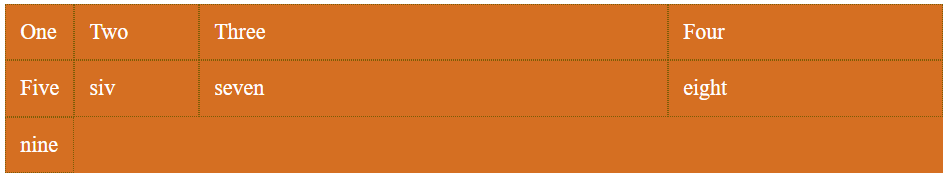 One Two Three Four
Five siv seven eight
nine